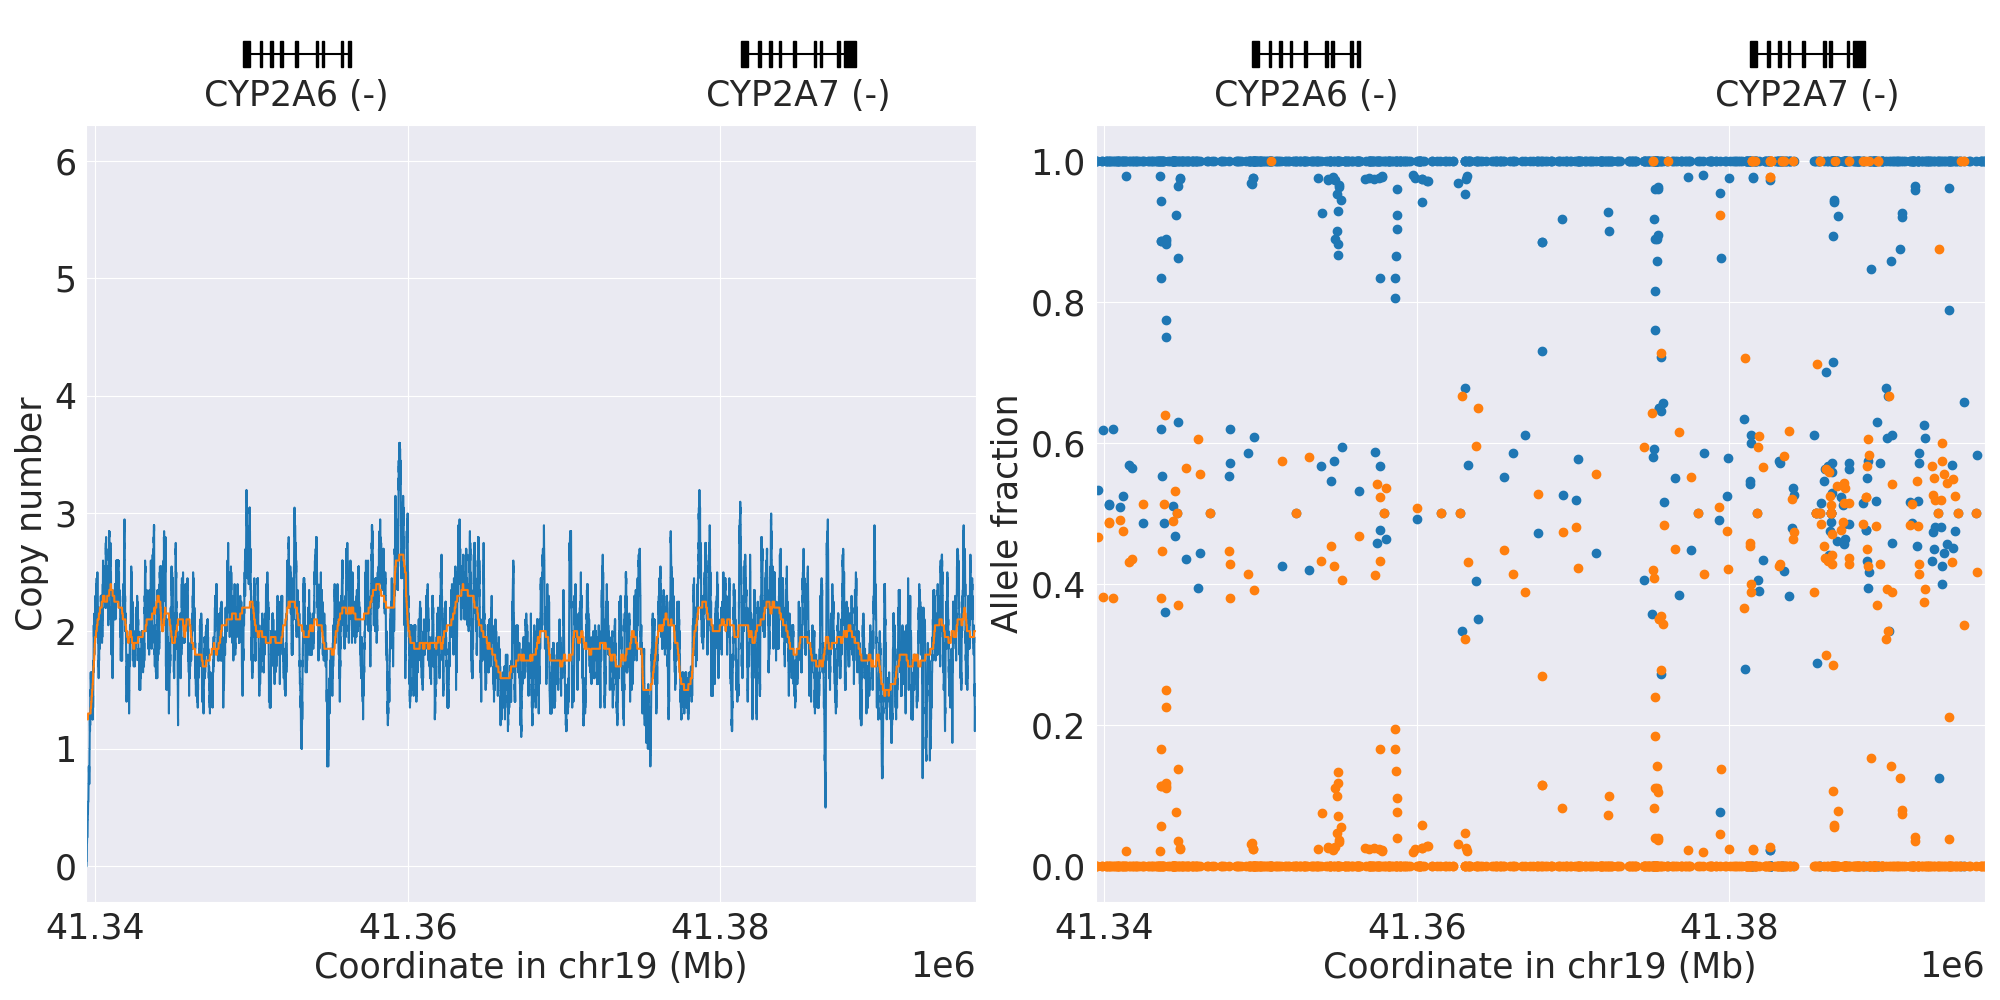 CYP2A6 (-)
CYP2A7 (-)
CYP2A6 (-)
CYP2A7 (-)
Copy number
6
5
4
3
2
1
0
41.34
41.36
41.38
Coordinate in chr19 (Mb)
1e6
Allele fraction
1.0
0.8
0.6
0.4
0.2
0.0
41.34
41.36
41.38
Coordinate in chr19 (Mb)
1e6